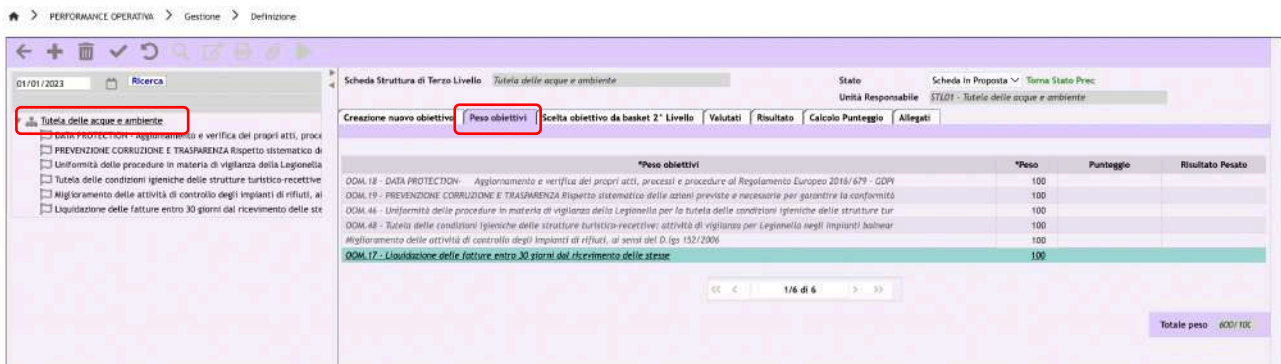 PERFORMANCE OPERATIVA > Gestione > Definizione
01/01/2023 Ricerca
Tutela delle acque e ambiente
DATA PROTECTION - Aggiornamento e verifica dei propri atti, proce
PREVENZIONE CORRUZIONE E TRASPARENZA Rispetto sistematico de
Uniformità delle procedure in materia di vigilanza della Legionella
Tutela delle condizioni igieniche delle strutture turistico-recettive
Miglioramento delle attività di controllo degli impianti di rifiuti, ai
Liquidazione delle fatture entro 30 giorni dal ricevimento delle ste
Scheda Struttura di Terzo Livello Tutela delle acque e ambiente
Stato Scheda in Proposta Torna Stato Prec
Unità Responsabile STL01 - Tutela delle acque e ambiente
Creazione nuovo obiettivo Peso obiettivi Scelta obiettivo da basket 2° Livello Valutati Risultato Calcolo Punteggio Allegati
*Peso obiettivi *Peso Punteggio Risultato Pesato
OOM.18 - DATA PROTECTION- Aggiornamento e verifica dei propri atti, processi e procedure al Regolamento Europeo 2016/679 - GDPR 100
OOM.19 - PREVENZIONE CORRUZIONE E TRASPARENZA Rispetto sistematico delle azioni previste e necessarie per garantire la conformità 100
OOM.46 - Uniformità delle procedure in materia di vigilanza della Legionella per la tutela delle condizioni igieniche delle strutture tur 100
OOM.48 - Tutela delle condizioni igieniche delle strutture turistico-recettive: attività di vigilanza per Legionella negli impianti balnear 100
Miglioramento delle attività di controllo degli impianti di rifiuti, ai sensi del D.lgs 152/2006 100
OOM.17 - Liquidazione delle fatture entro 30 giorni dal ricevimento delle stesse 100
<< < 1/6 di 6 > >>
Totale peso 600/100